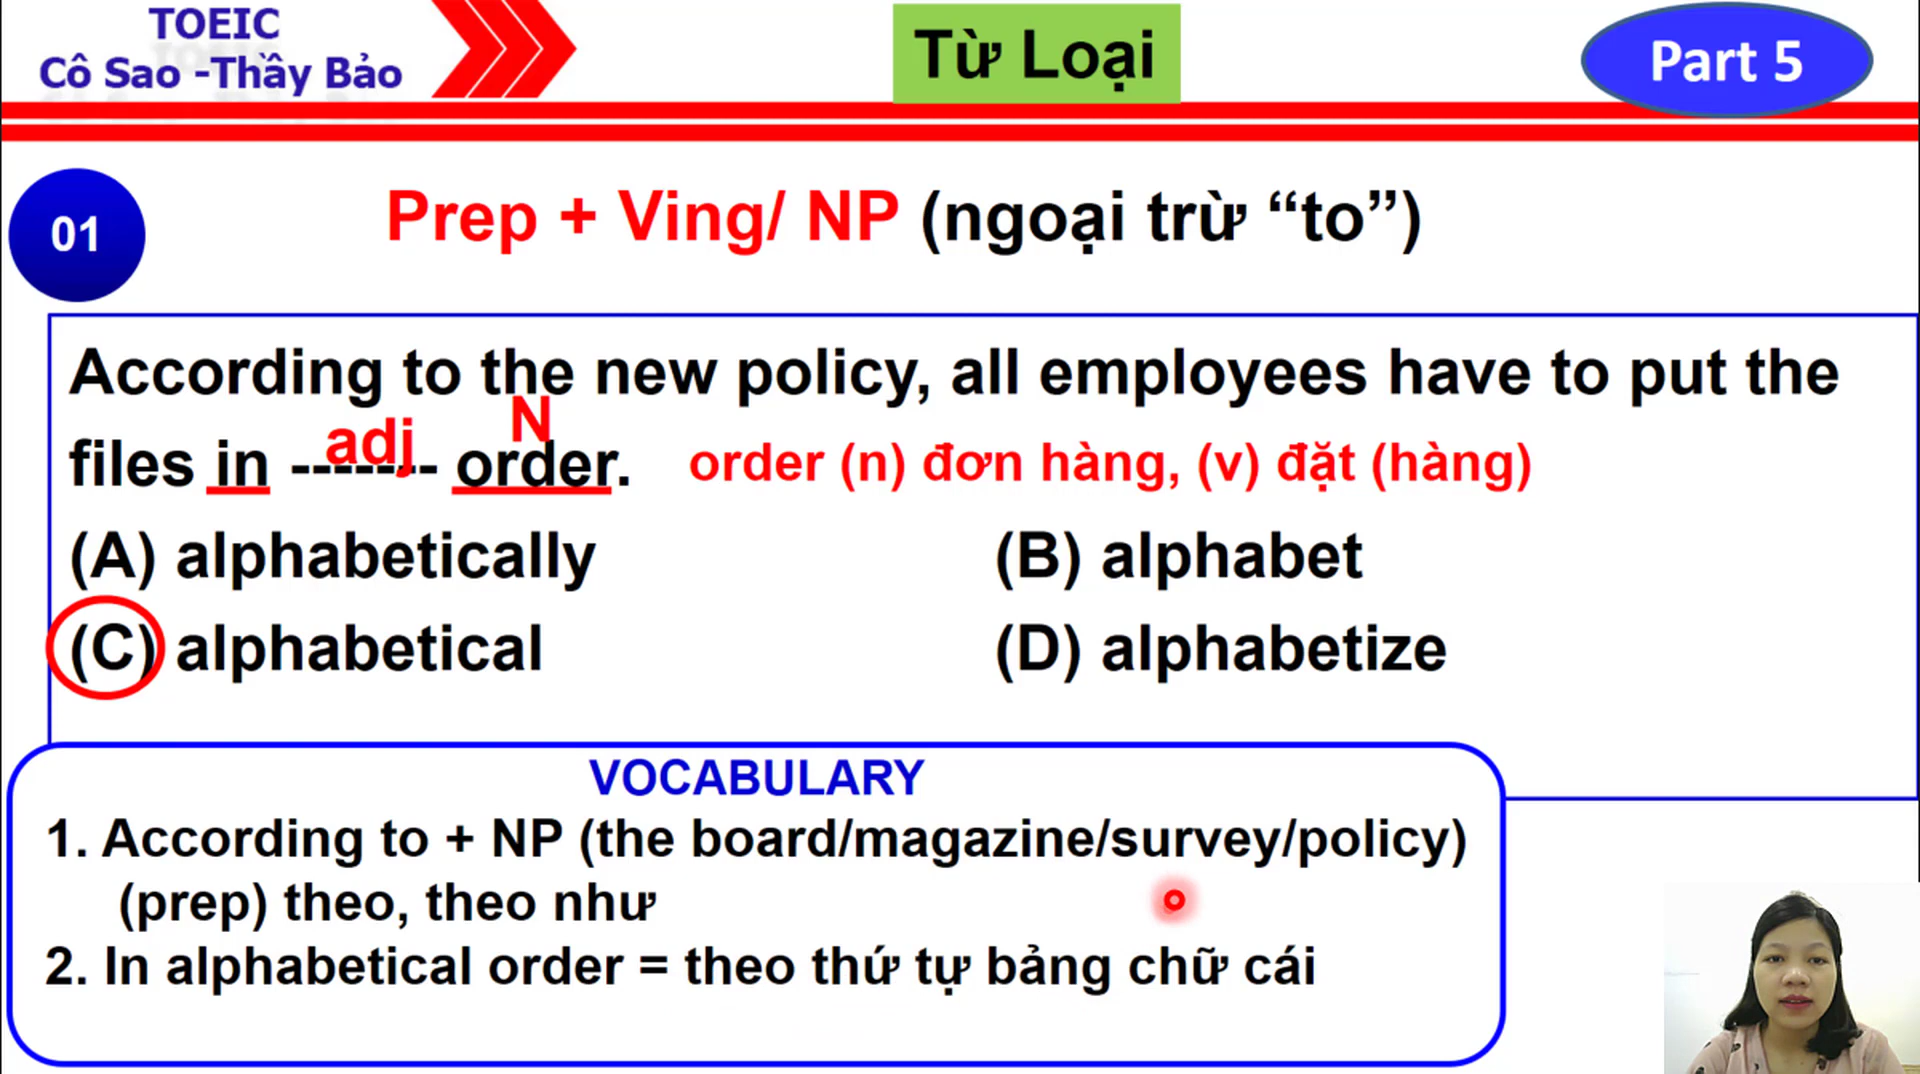 TOEIC
Cô Sao -Thầy Bảo
Từ Loại
Part 5
01
Prep + Ving/ NP (ngoại trừ “to”)
According to the new policy, all employees have to put the
adj N
files in ------- order. order (n) đơn hàng, (v) đặt (hàng)
(A) alphabetically (B) alphabet
(C) alphabetical (D) alphabetize
VOCABULARY
1. According to + NP (the board/magazine/survey/policy)
(prep) theo, theo như
2. In alphabetical order = theo thứ tự bảng chữ cái